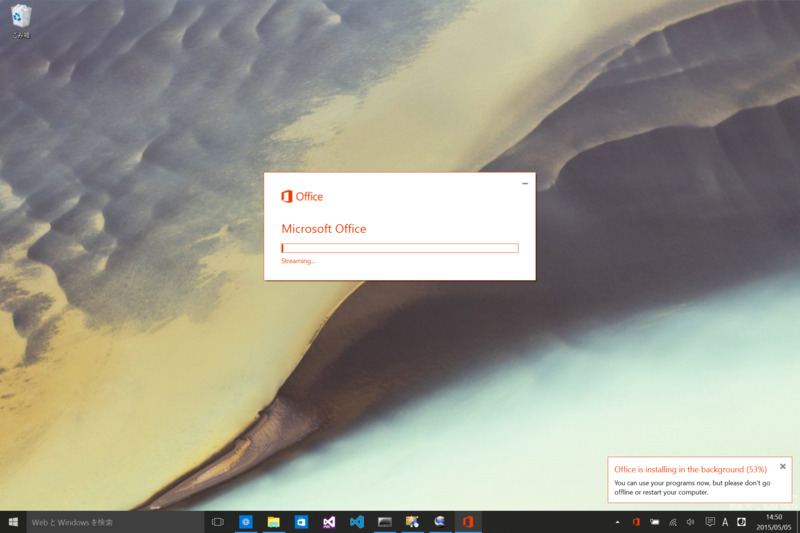 ごみ箱
Office
Microsoft Office
Streaming...
Office is installing in the background (53%)
You can use your programs now, but please don't go
offline or restart your computer.
Web と Windows を検索
A
14:50
2015/05/05